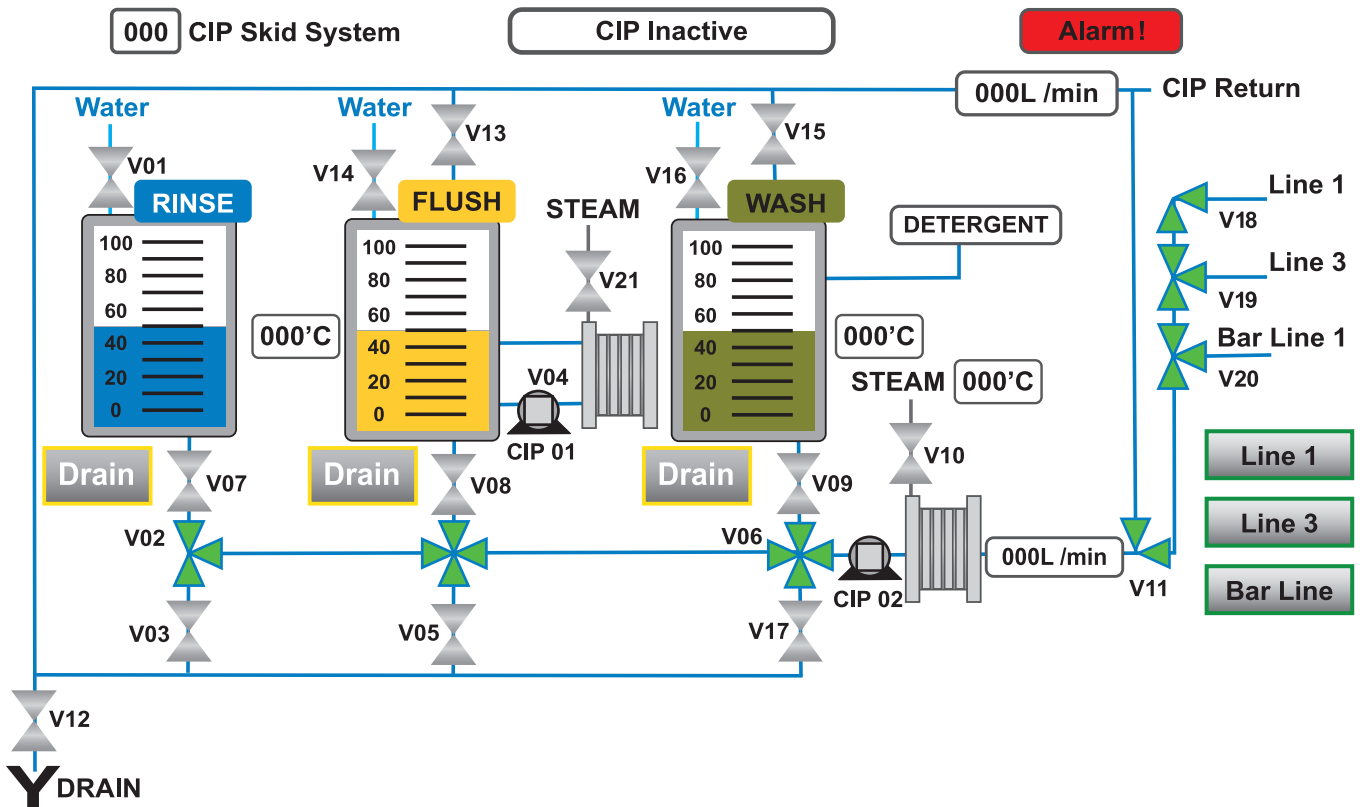 000 CIP Skid System
CIP Inactive
Alarm!
000L /min
CIP Return
Water
Water
Water
V01
V14
V13
V16
V15
RINSE
FLUSH
WASH
STEAM
DETERGENT
Line 1
V18
Line 3
V19
Bar Line 1
V20
V21
100
80
60
40
20
0
000'C
100
80
60
40
20
0
100
80
60
40
20
0
000'C
V04
CIP 01
STEAM 000'C
V10
Drain
V07
Drain
V08
Drain
V09
Line 1
Line 3
Bar Line
V02
V06
CIP 02
000L /min
V11
V03
V05
V17
V12
DRAIN